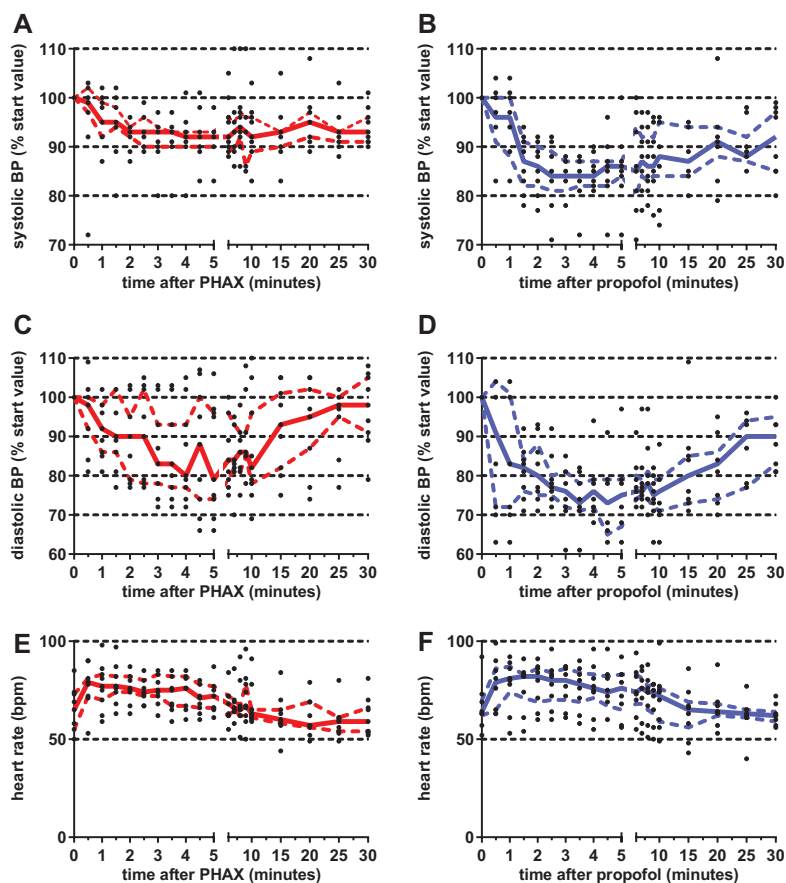 A
systolic BP (% start value)
110
100
90
80
70
0 1 2 3 4 5 10 15 20 25 30
time after PHAX (minutes)
B
systolic BP (% start value)
110
100
90
80
70
0 1 2 3 4 5 10 15 20 25 30
time after propofol (minutes)
C
diastolic BP (% start value)
110
100
90
80
70
60
0 1 2 3 4 5 10 15 20 25 30
time after PHAX (minutes)
D
diastolic BP (% start value)
110
100
90
80
70
60
0 1 2 3 4 5 10 15 20 25 30
time after propofol (minutes)
E
heart rate (bpm)
100
50
0
0 1 2 3 4 5 10 15 20 25 30
time after PHAX (minutes)
F
heart rate (bpm)
100
50
0
0 1 2 3 4 5 10 15 20 25 30
time after propofol (minutes)